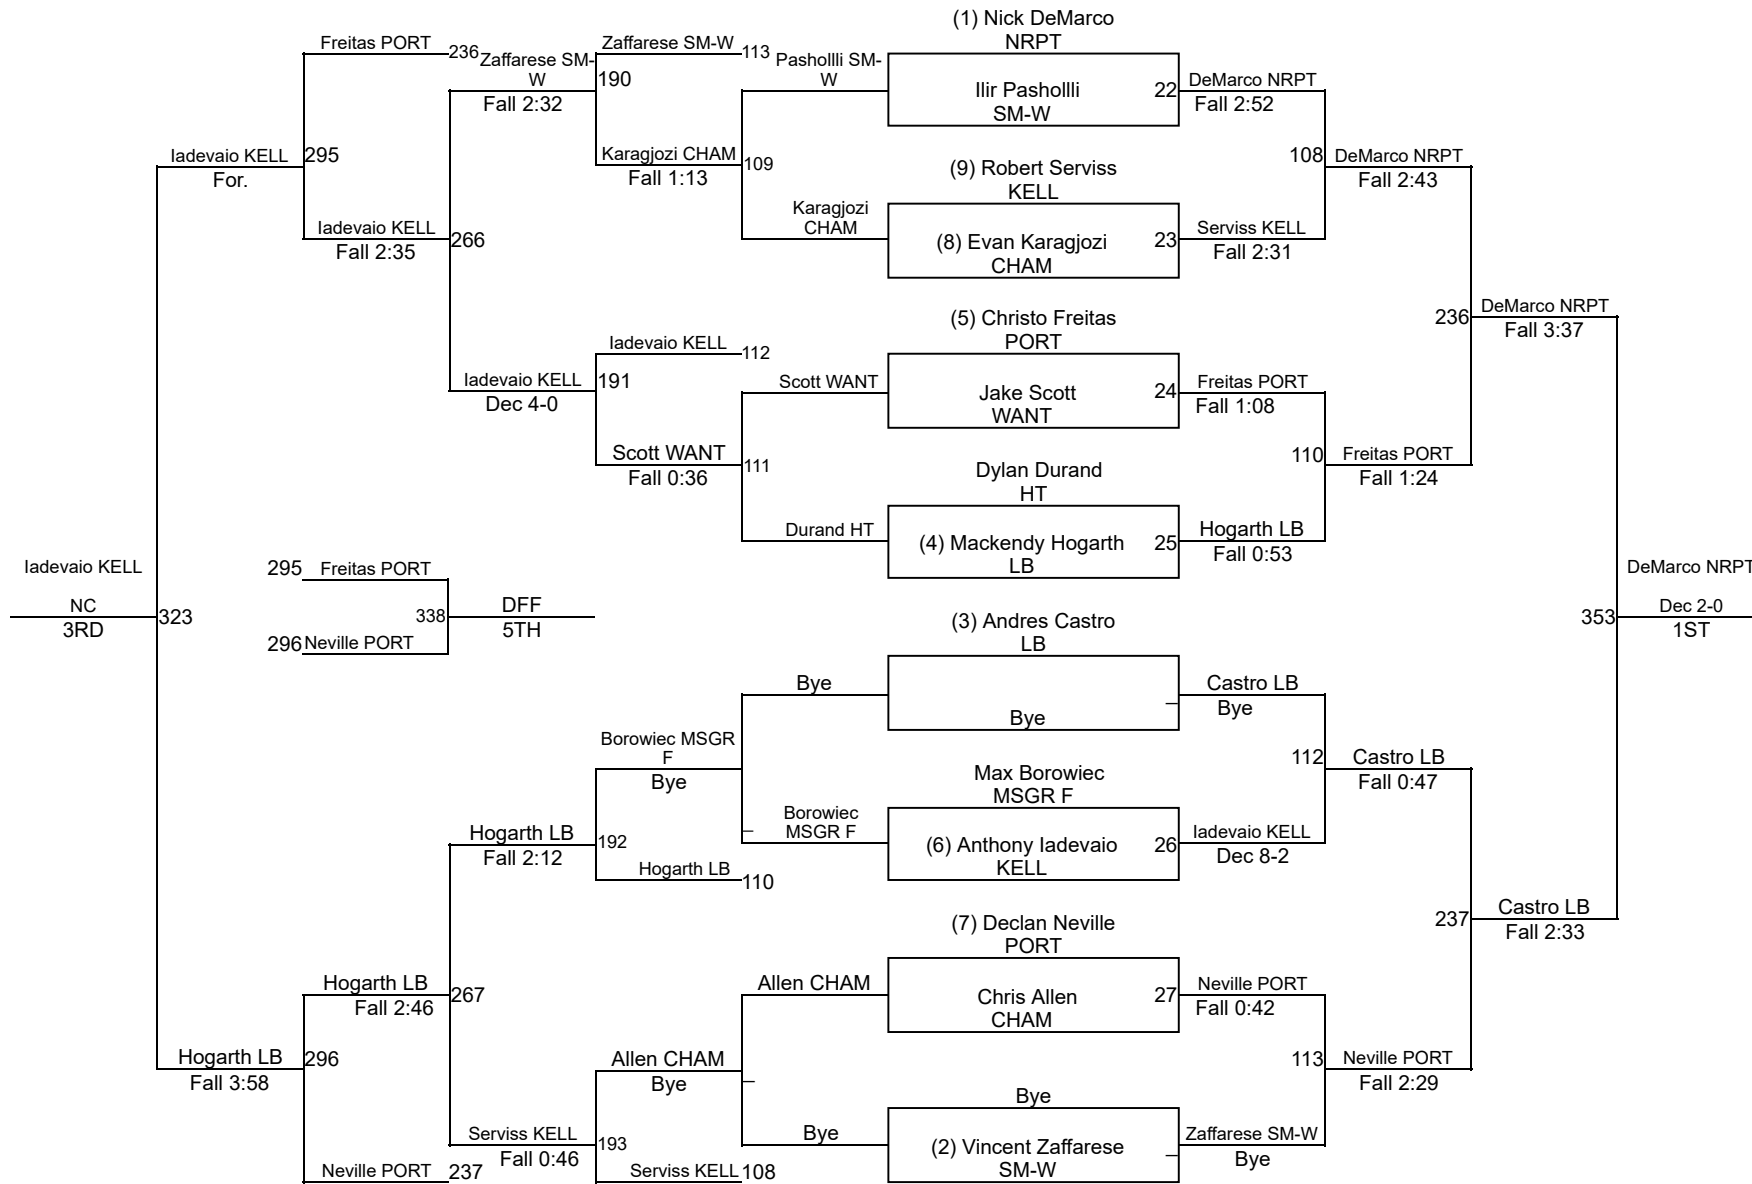 (1) Nick DeMarco
NRPT
Freitas PORT
236
Zaffarese SM-
W
Zaffarese SM-W
113
Pashollli SM-
W
190
Fall 2:32
Ilir Pashollli
SM-W
22
DeMarco NRPT
Fall 2:52
Iadevaio KELL
295
For.
Karagjozi CHAM
109
Fall 1:13
(9) Robert Serviss
KELL
108
DeMarco NRPT
Fall 2:43
Karagjozi
CHAM
Iadevaio KELL
266
Fall 2:35
(8) Evan Karagjozi
CHAM
23
Serviss KELL
Fall 2:31
(5) Christo Freitas
PORT
236
DeMarco NRPT
Fall 3:37
Iadevaio KELL
112
Iadevaio KELL
191
Dec 4-0
Scott WANT
Jake Scott
WANT
24
Freitas PORT
Fall 1:08
Scott WANT
111
Fall 0:36
Dylan Durand
HT
110
Freitas PORT
Fall 1:24
Durand HT
(4) Mackendy Hogarth
LB
25
Hogarth LB
Fall 0:53
Iadevaio KELL
295
Freitas PORT
DeMarco NRPT
NC
3RD
323
338
DFF
5TH
353
Dec 2-0
1ST
296
Neville PORT
(3) Andres Castro
LB
Bye
Bye
_
Castro LB
Bye
Borowiec MSGR
F
Bye
Max Borowiec
MSGR F
112
Castro LB
Fall 0:47
Hogarth LB
192
Fall 2:12
_
Borowiec
MSGR F
(6) Anthony Iadevaio
KELL
26
Iadevaio KELL
Dec 8-2
Hogarth LB
110
(7) Declan Neville
PORT
237
Castro LB
Fall 2:33
Hogarth LB
267
Fall 2:46
Allen CHAM
Chris Allen
CHAM
27
Neville PORT
Fall 0:42
Hogarth LB
296
Fall 3:58
Allen CHAM
Bye
_
113
Neville PORT
Fall 2:29
Bye
Serviss KELL
193
Fall 0:46
Bye
(2) Vincent Zaffarese
SM-W
_
Zaffarese SM-W
Bye
Neville PORT
237
Serviss KELL
108